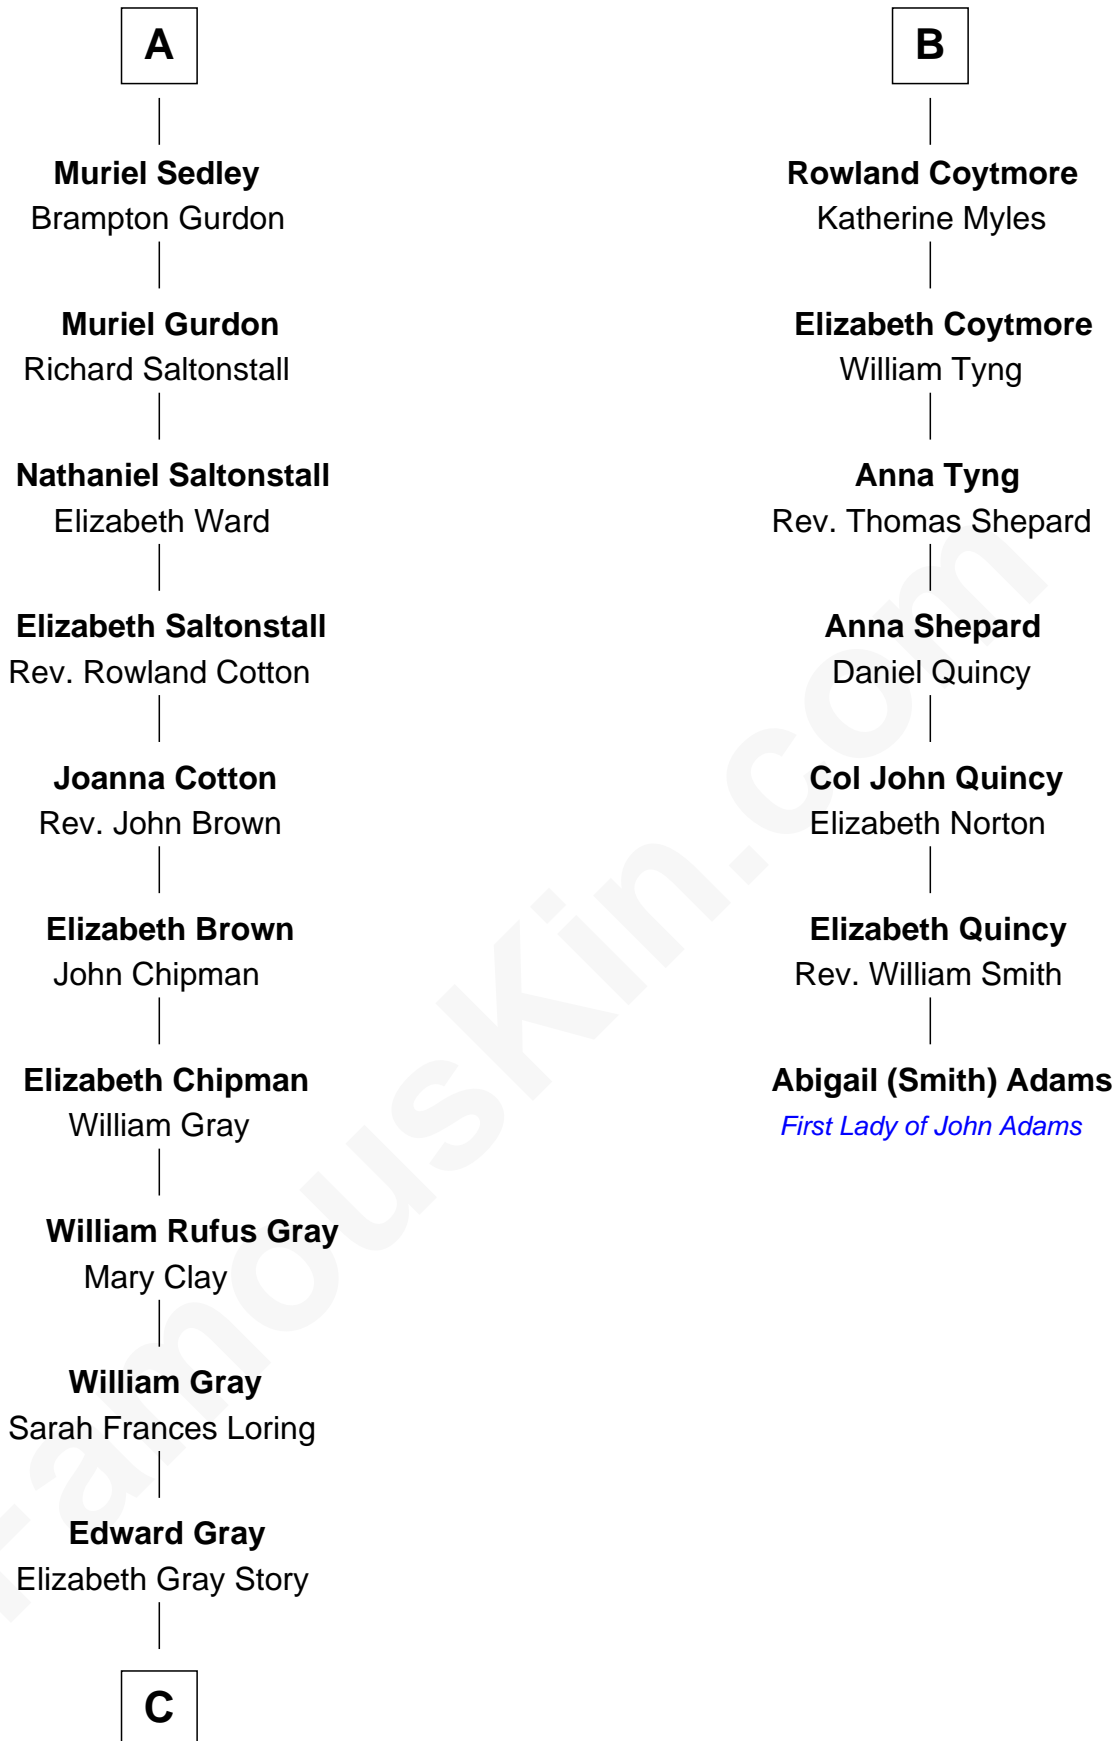 A
Muriel Sedley
Brampton Gurdon
Muriel Gurdon
Richard Saltonstall
Nathaniel Saltonstall
Elizabeth Ward
Elizabeth Saltonstall
Rev. Rowland Cotton
Joanna Cotton
Rev. John Brown
Elizabeth Brown
John Chipman
Elizabeth Chipman
William Gray
William Rufus Gray
Mary Clay
William Gray
Sarah Frances Loring
Edward Gray
Elizabeth Gray Story
C
B
Rowland Coytmore
Katherine Myles
Elizabeth Coytmore
William Tyng
Anna Tyng
Rev. Thomas Shepard
Anna Shepard
Daniel Quincy
Col John Quincy
Elizabeth Norton
Elizabeth Quincy
Rev. William Smith
Abigail (Smith) Adams
First Lady of John Adams
FamousKin.com